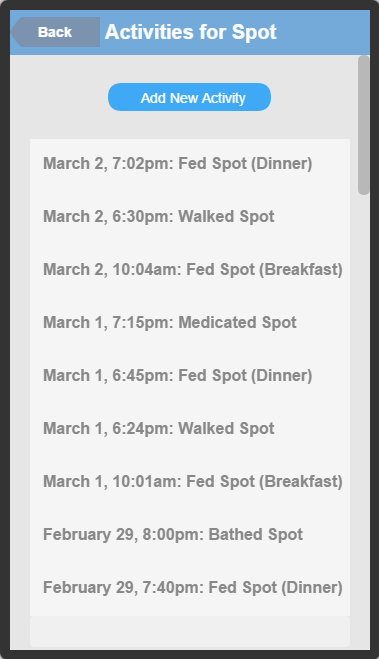 Back
Activities for Spot
Add New Activity
March 2, 7:02pm: Fed Spot (Dinner)
March 2, 6:30pm: Walked Spot
March 2, 10:04am: Fed Spot (Breakfast)
March 1, 7:15pm: Medicated Spot
March 1, 6:45pm: Fed Spot (Dinner)
March 1, 6:24pm: Walked Spot
March 1, 10:01am: Fed Spot (Breakfast)
February 29, 8:00pm: Bathed Spot
February 29, 7:40pm: Fed Spot (Dinner)